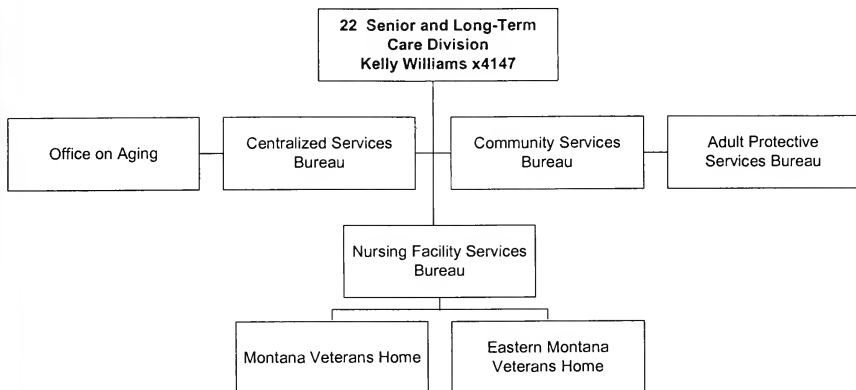 22 Senior and Long-Term
Care Division
Kelly Williams x4147
Office on Aging
Centralized Services
Bureau
Community Services
Bureau
Adult Protective
Services Bureau
Nursing Facility Services
Bureau
Montana Veterans Home
Eastern Montana
Veterans Home